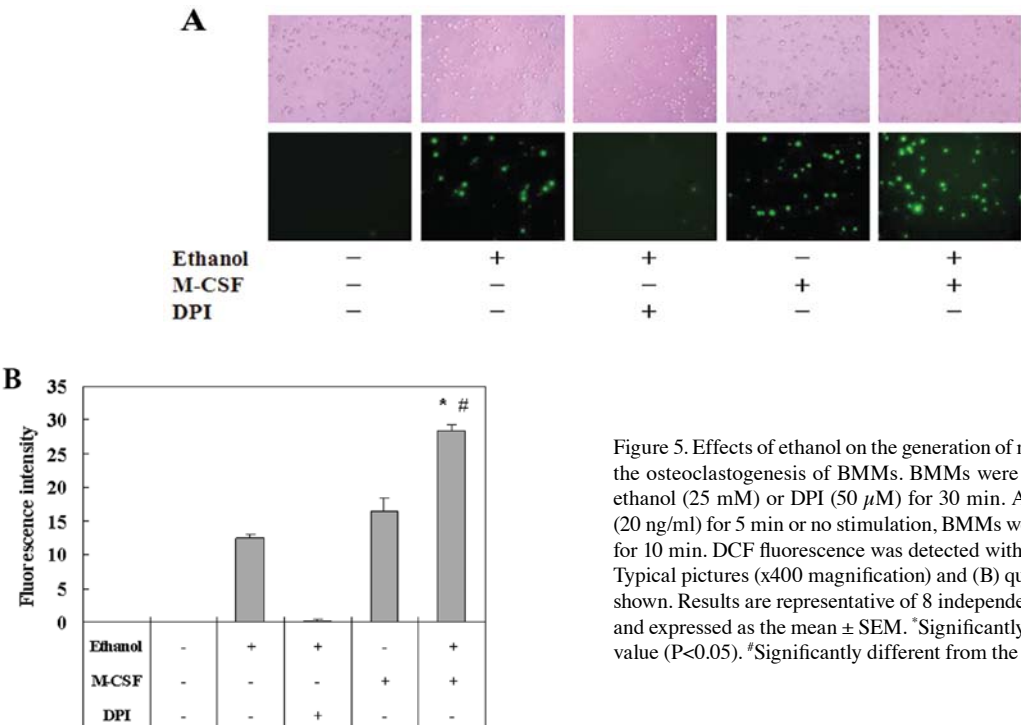 A
Ethanol − + + − +
M-CSF − − − + +
DPI − − + − −
B
35
* #
30
25
20
15
10
5
0
Fluorescence intensity
Ethanol - + + - +
M-CSF - - - + +
DPI - - + - -
Figure 5. Effects of ethanol on the generation of
the osteoclastogenesis of BMMs. BMMs were
ethanol (25 mM) or DPI (50 μM) for 30 min. A
(20 ng/ml) for 5 min or no stimulation, BMMs w
for 10 min. DCF fluorescence was detected with
Typical pictures (x400 magnification) and (B) qu
shown. Results are representative of 8 independe
and expressed as the mean ± SEM. *Significantly
value (P<0.05). #Significantly different from the